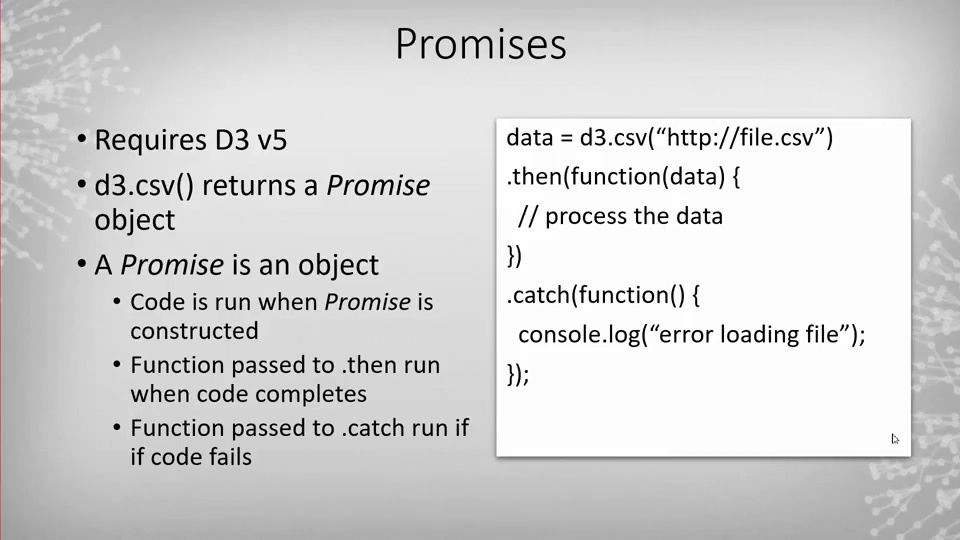 Promises
• Requires D3 v5
• d3.csv() returns a Promise
object
• A Promise is an object
• Code is run when Promise is
constructed
• Function passed to .then run
when code completes
• Function passed to .catch run if
if code fails
data = d3.csv(“http://file.csv”)
.then(function(data) {
// process the data
})
.catch(function() {
console.log(“error loading file”);
});